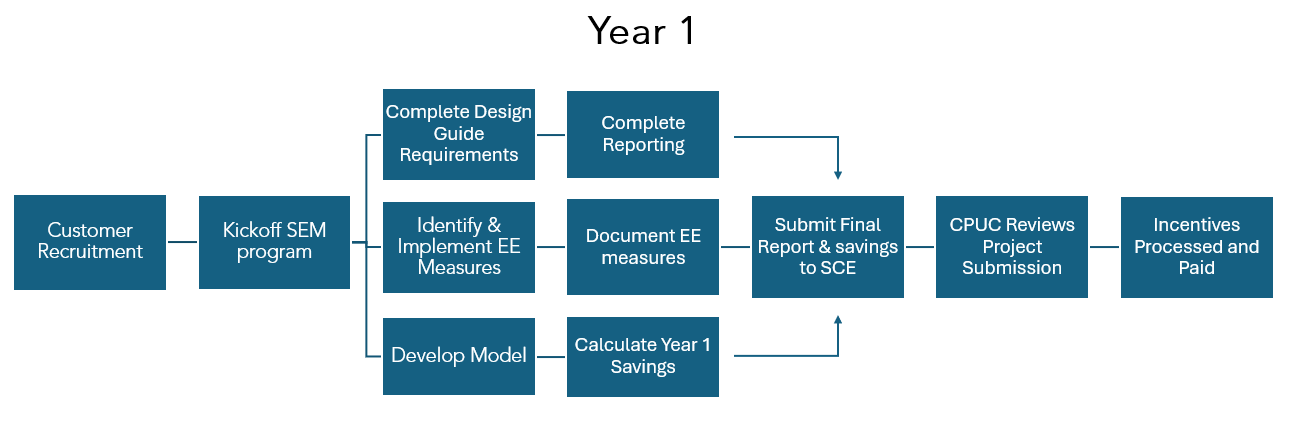 Year 1
Customer
Recruitment
Kickoff SEM
program
Complete Design
Guide
Requirements
Complete
Reporting
Identify &
Implement EE
Measures
Document EE
measures
Develop Model
Calculate Year 1
Savings
Submit Final
Report & savings
to SCE
CPUC Reviews
Project
Submission
Incentives
Processed and
Paid